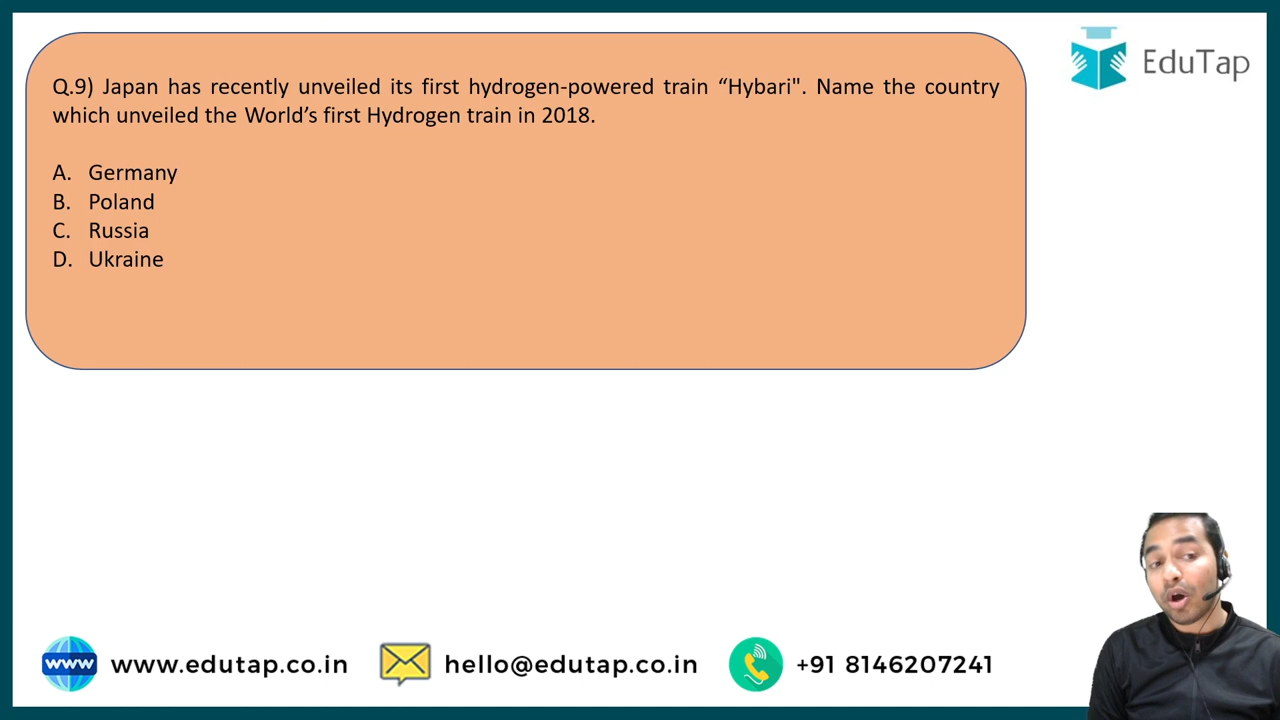 EduTap
Q.9) Japan has recently unveiled its first hydrogen-powered train “Hybari". Name the country
which unveiled the World’s first Hydrogen train in 2018.
A. Germany
B. Poland
C. Russia
D. Ukraine
www www.edutap.co.in hello@edutap.co.in +91 8146207241